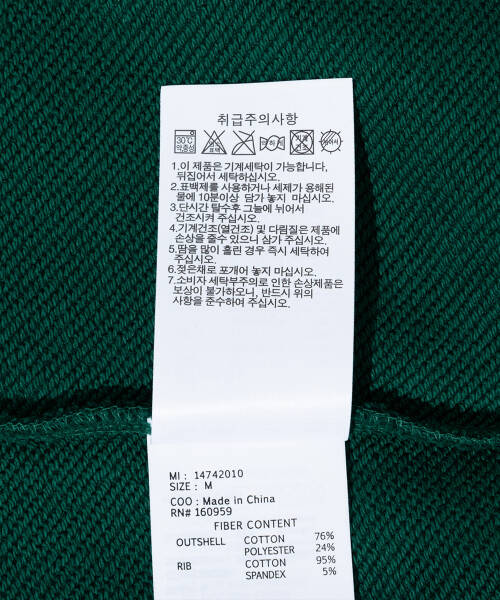 취급주의사항
30℃
약중성
1.이 제품은 기계세탁이 가능합니다,
뒤집어서 세탁하십시오.
2.표백제를 사용하거나 세제가 용해된
물에 10분이상 담가 놓지 마십시오.
3.단시간 탈수후 그늘에 뉘어서
건조시켜 주십시오.
4.기계건조(열건조) 및 다림질은 제품에
손상을 줄수 있으니 삼가 주십시오.
5.땀을 많이 흘린 경우 즉시 세탁하여
주십시오.
6.젖은채로 포개어 놓지 마십시오.
7.소비자 세탁부주의로 인한 손상제품은
보상이 불가하오니, 반드시 위의
사항을 준수하여 주십시오.
MI : 14742010
SIZE : M
COO : Made in China
RN# 160959
FIBER CONTENT
OUTSHELL COTTON 76%
POLYESTER 24%
RIB COTTON 95%
SPANDEX 5%